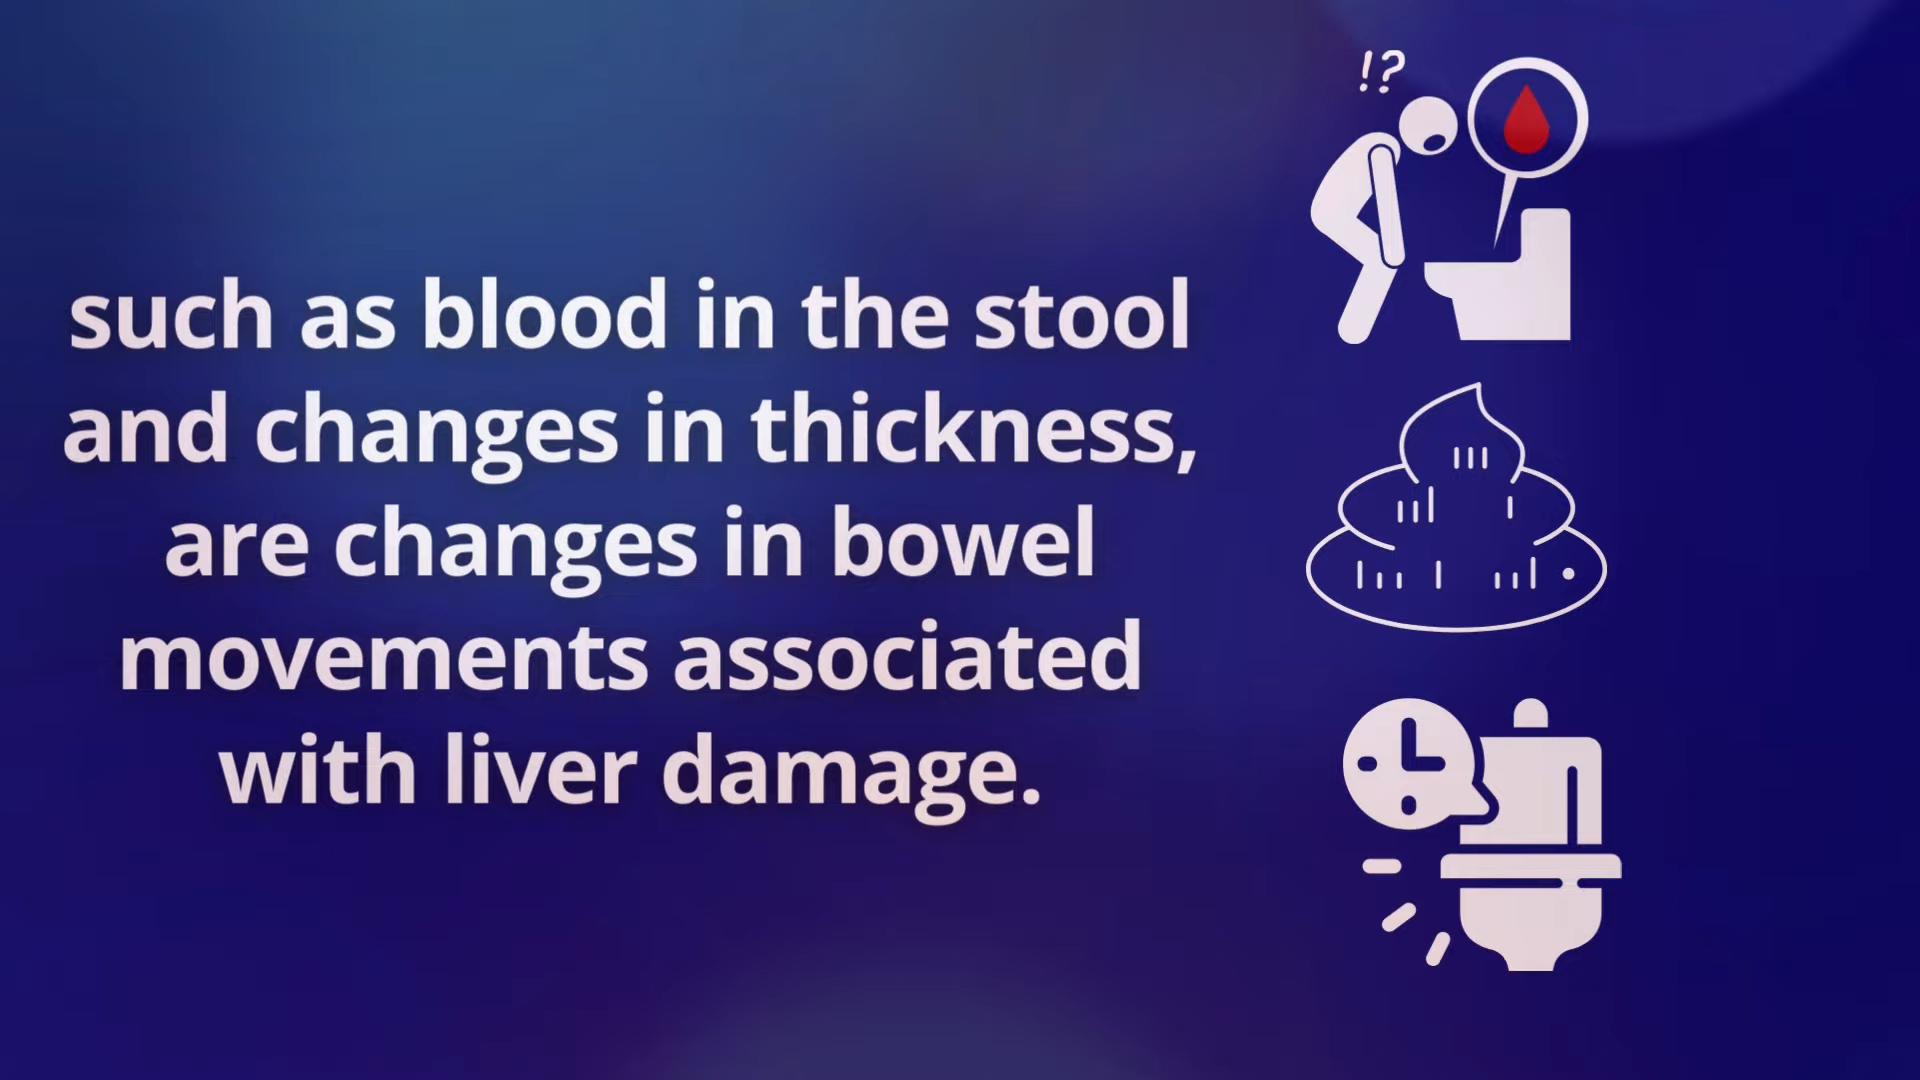 !?
such as blood in the stool
and changes in thickness,
are changes in bowel
movements associated
with liver damage.